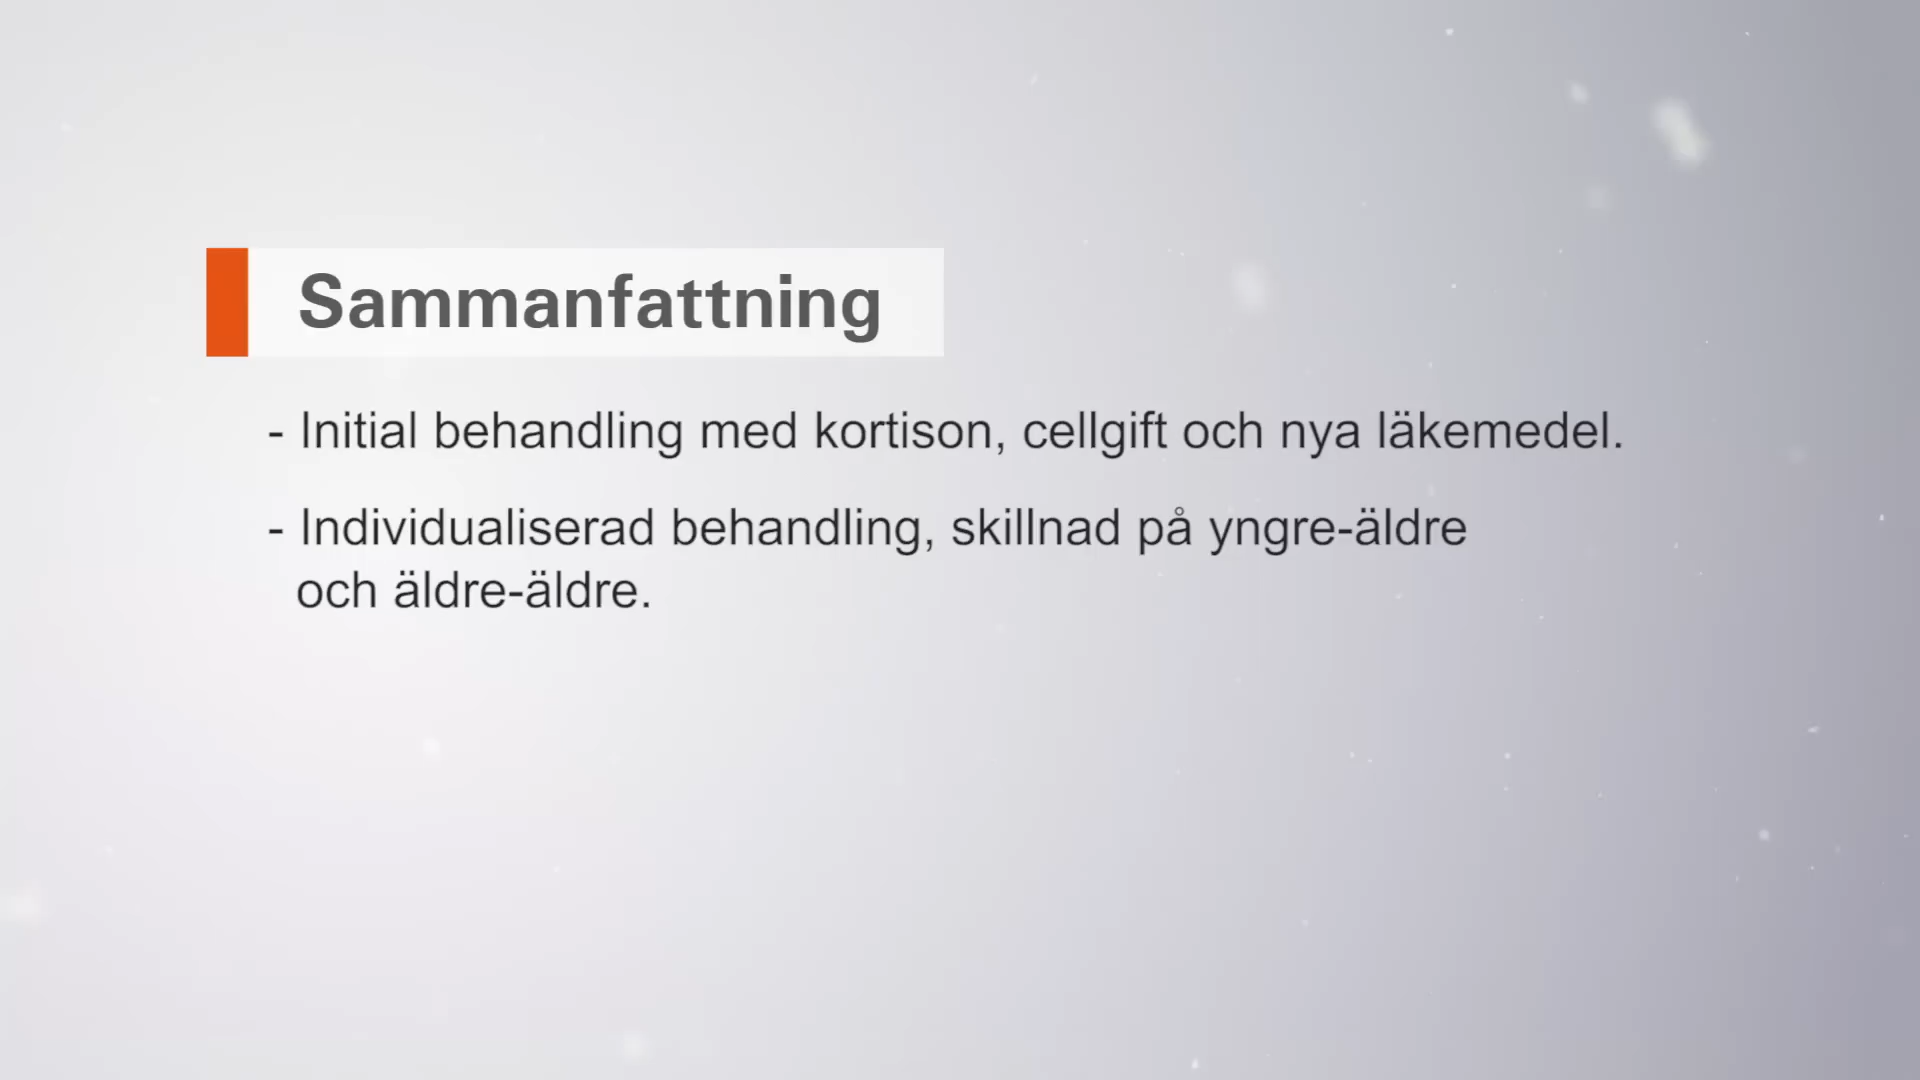 Sammanfattning
- Initial behandling med kortison, cellgift och nya läkemedel.
- Individualiserad behandling, skillnad på yngre-äldre
och äldre-äldre.